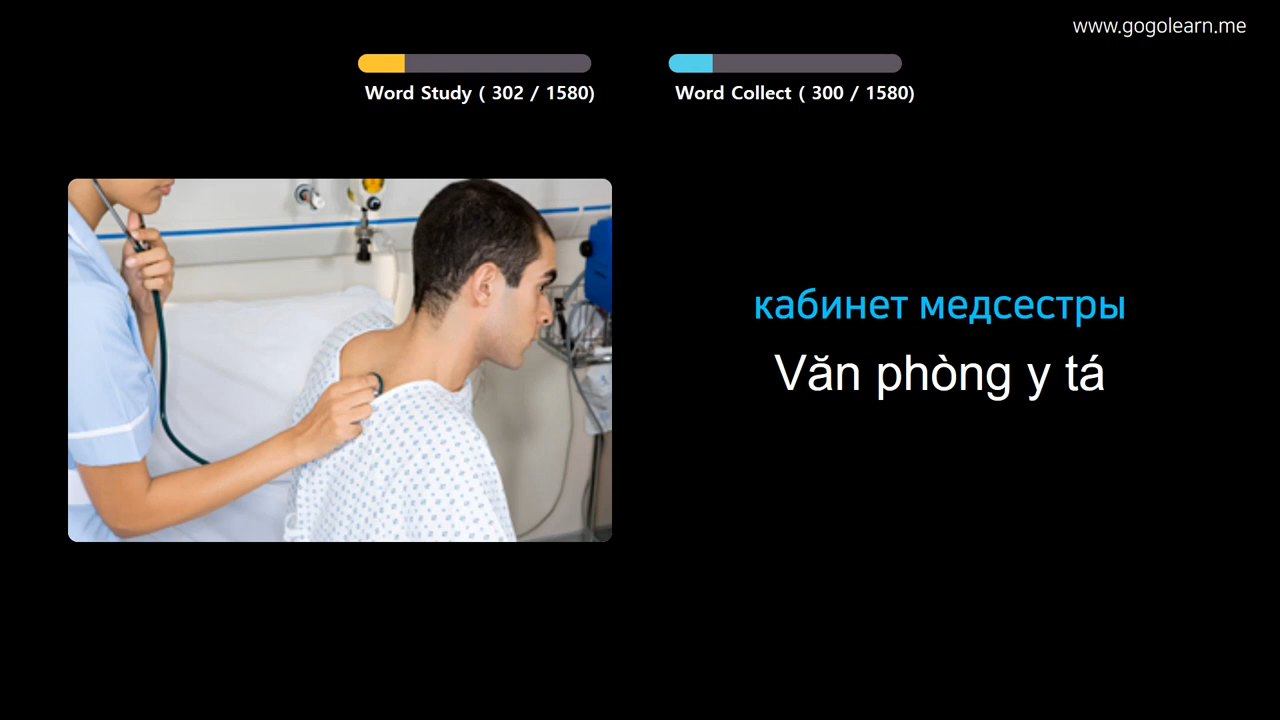 www.gogolearn.me
Word Study ( 302 / 1580)
Word Collect ( 300 / 1580)
кабинет медсестры
Văn phòng y tá